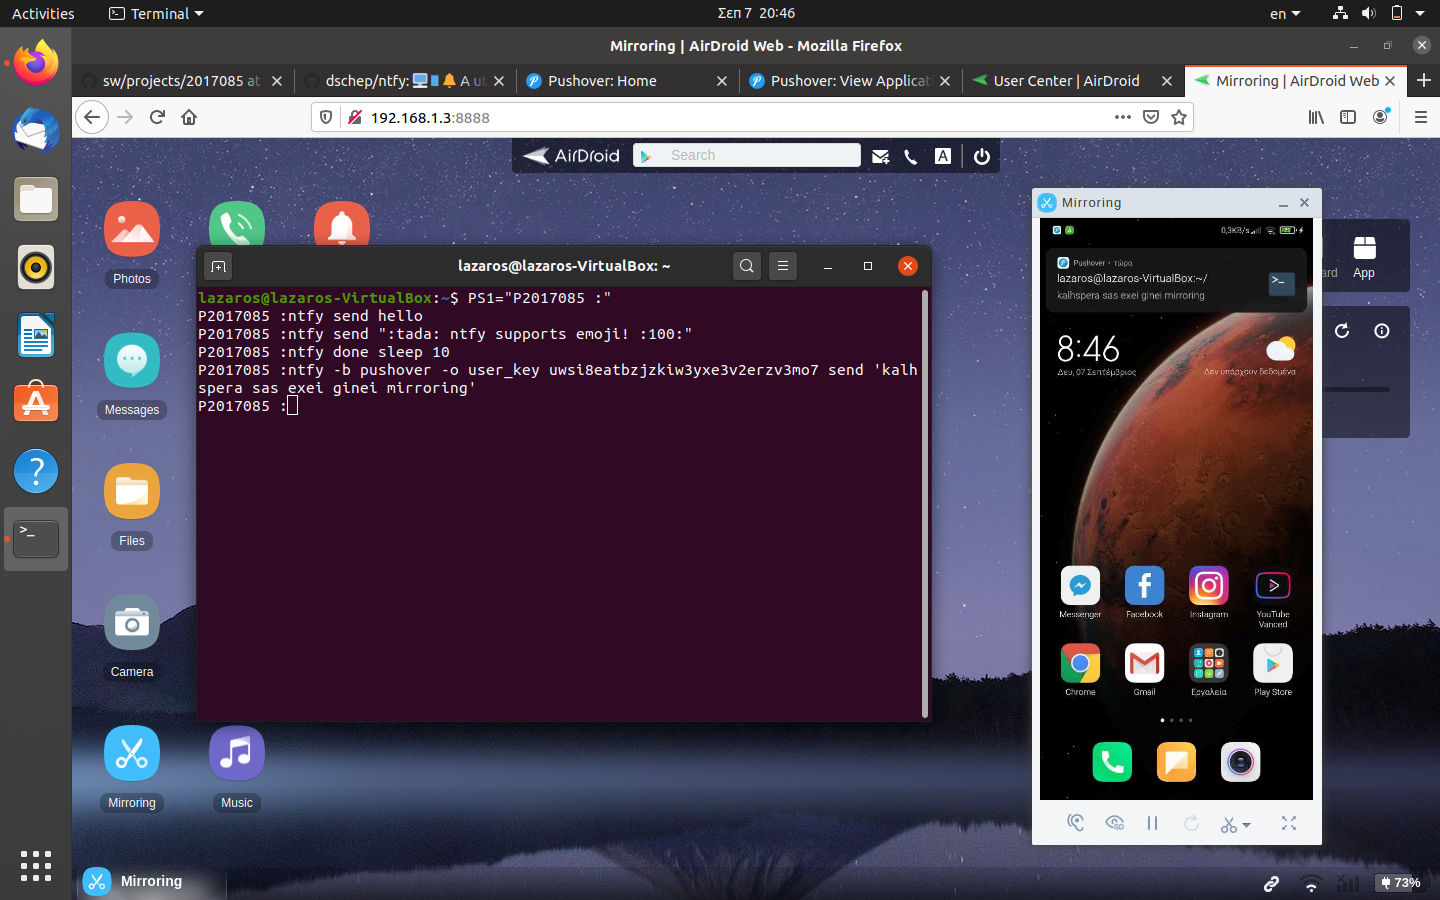 Activities
Terminal
Σεπ 7 20:46
en
Mirroring | AirDroid Web - Mozilla Firefox
sw/projects/2017085 at
dschep/ntfy: 🖥️📱🔔 A ut
Pushover: Home
Pushover: View Applicat
User Center | AirDroid
Mirroring | AirDroid Web
192.168.1.3:8888
AirDroid
Search
A
Photos
Messages
Files
Camera
Mirroring
Music
lazaros@lazaros-VirtualBox: ~
lazaros@lazaros-VirtualBox:~$ PS1="P2017085 :"
P2017085 :ntfy send hello
P2017085 :ntfy send ":tada: ntfy supports emoji! :100:"
P2017085 :ntfy done sleep 10
P2017085 :ntfy -b pushover -o user_key uwsi8eatbzjzkiw3yxe3v2erzv3mo7 send 'kalh
spera sas exei ginei mirroring'
P2017085 :
Mirroring
0,3KB/s
Pushover • τώρα
lazaros@lazaros-VirtualBox:~/
kalhspera sas exei ginei mirroring
8:46
Δευ, 07 Σεπτέμβριος
Δεν υπάρχουν δεδομένα
Messenger
Facebook
Instagram
YouTube
Vanced
Chrome
Gmail
Εργαλεία
Play Store
SD
ard
App
Mirroring
73%